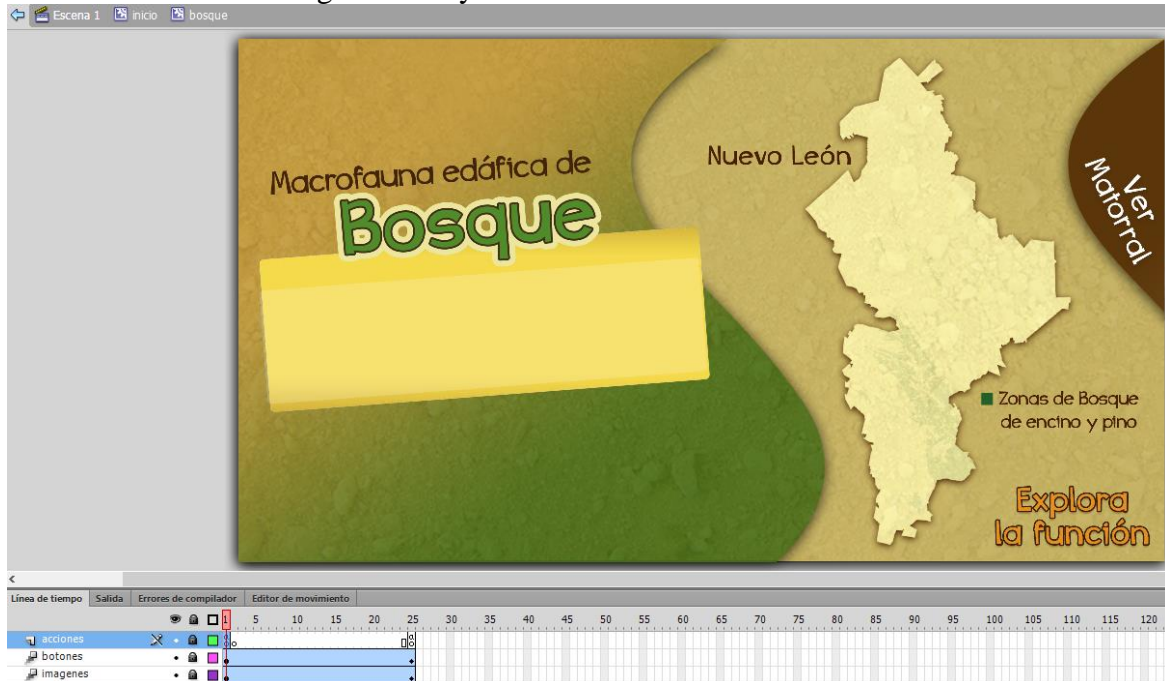 Escena 1 inicio bosque
Macrofauna edáfica de
Bosque
Nuevo León
Ver
Matorral
Zonas de Bosque
de encino y pino
Explora
la función
Línea de tiempo Salida Errores de compilador Editor de movimiento
1 5 10 15 20 25 30 35 40 45 50 55 60 65 70 75 80 85 90 95 100 105 110 115 120
acciones
botones
imagenes